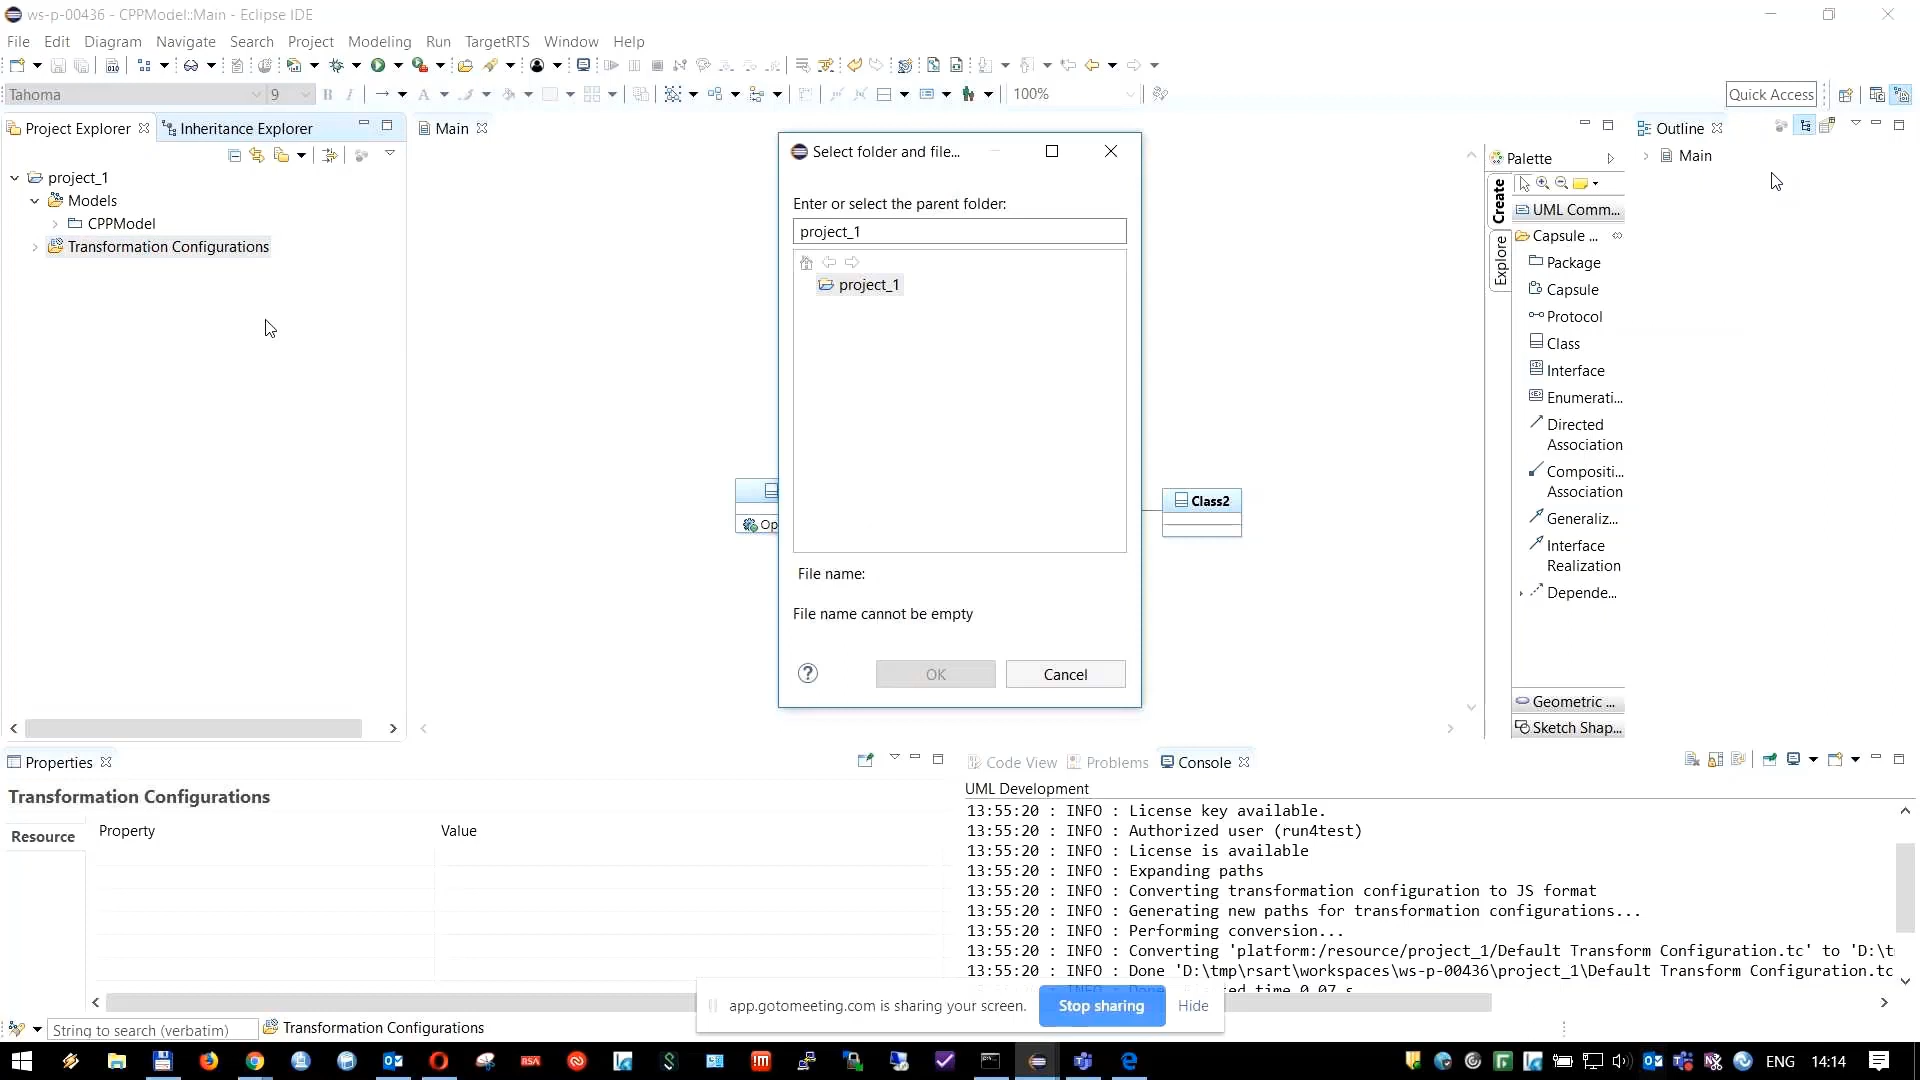 ws-p-00436 - CPPModel::Main - Eclipse IDE
File Edit Diagram Navigate Search Project Modeling Run TargetRTS Window Help
Tahoma 9 B I A 100% Quick Access
Project Explorer Inheritance Explorer
project_1
Models
CPPModel
Transformation Configurations
Main
Class2
Select folder and file...
Enter or select the parent folder:
project_1
project_1
File name:
File name cannot be empty
OK Cancel
Palette
Create
Explore
UML Comm...
Capsule ...
Package
Capsule
Protocol
Class
Interface
Enumerati...
Directed
Association
Compositi...
Association
Generaliz...
Interface
Realization
Depende...
Geometric ...
Sketch Shap...
Outline
Main
Properties
Transformation Configurations
Resource
Property Value
Code View Problems Console
UML Development
13:55:20 : INFO : License key available.
13:55:20 : INFO : Authorized user (run4test)
13:55:20 : INFO : License is available
13:55:20 : INFO : Expanding paths
13:55:20 : INFO : Converting transformation configuration to JS format
13:55:20 : INFO : Generating new paths for transformation configurations...
13:55:20 : INFO : Performing conversion...
13:55:20 : INFO : Converting 'platform:/resource/project_1/Default Transform Configuration.tc' to 'D:\t
13:55:20 : INFO : Done 'D:\tmp\rsart\workspaces\ws-p-00436\project_1\Default Transform Configuration.tc
app.gotomeeting.com is sharing your screen. Stop sharing Hide
String to search (verbatim) Transformation Configurations
RSA
ENG 14:14